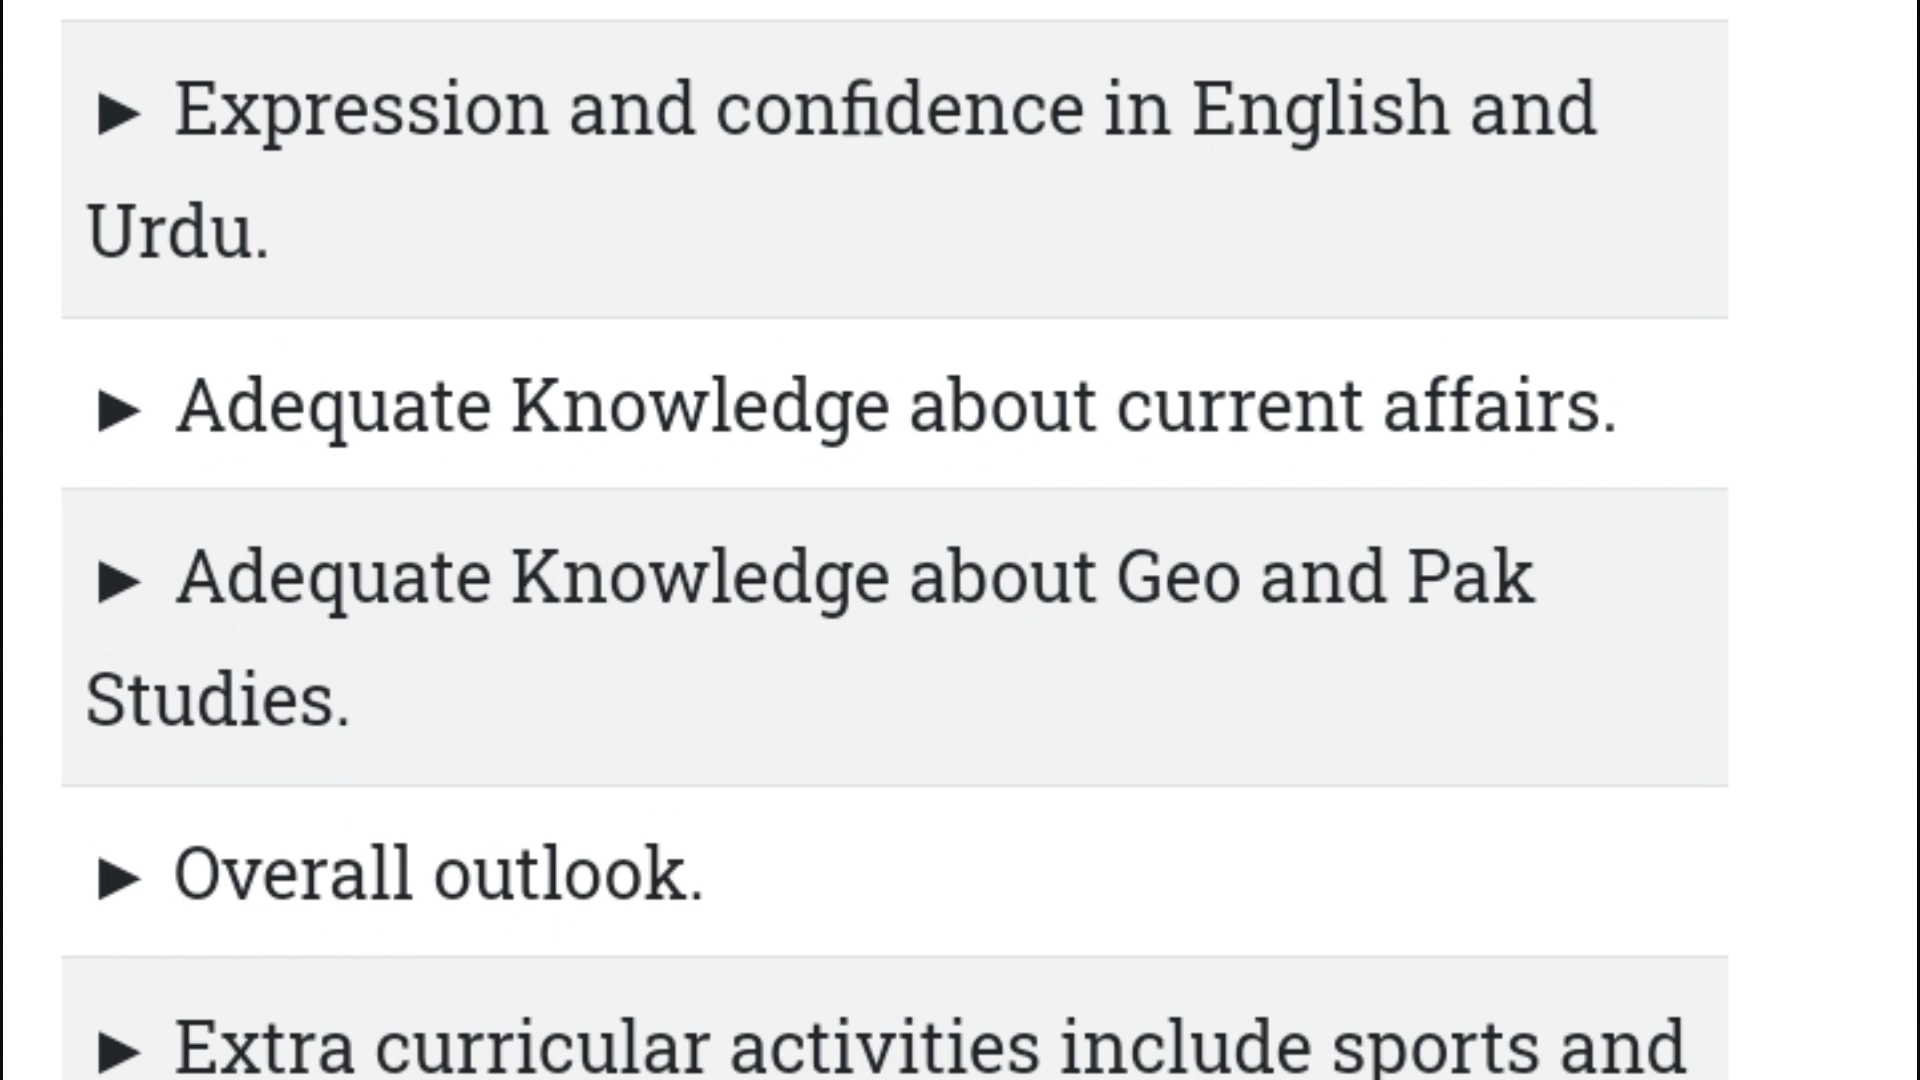 ► Expression and confidence in English and
Urdu.
► Adequate Knowledge about current affairs.
► Adequate Knowledge about Geo and Pak
Studies.
► Overall outlook.
► Extra curricular activities include sports and